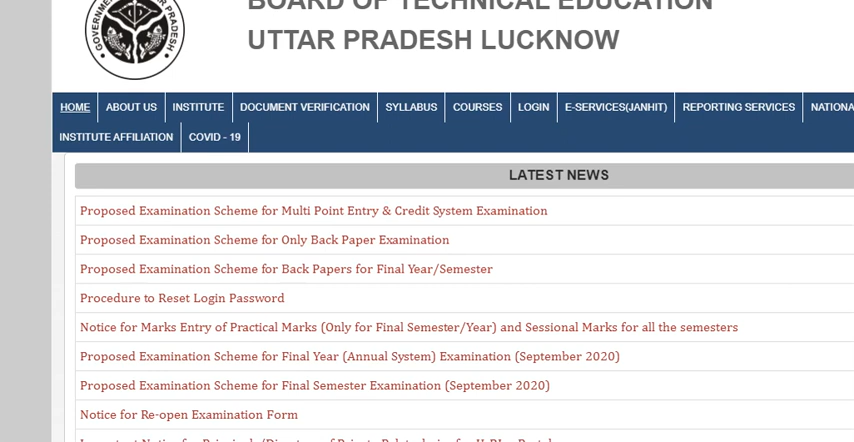 BOARD OF TECHNICAL EDUCATION
UTTAR PRADESH LUCKNOW
HOME ABOUT US INSTITUTE DOCUMENT VERIFICATION SYLLABUS COURSES LOGIN E-SERVICES(JANHIT) REPORTING SERVICES NATIONA
INSTITUTE AFFILIATION COVID - 19
LATEST NEWS
Proposed Examination Scheme for Multi Point Entry & Credit System Examination
Proposed Examination Scheme for Only Back Paper Examination
Proposed Examination Scheme for Back Papers for Final Year/Semester
Procedure to Reset Login Password
Notice for Marks Entry of Practical Marks (Only for Final Semester/Year) and Sessional Marks for all the semesters
Proposed Examination Scheme for Final Year (Annual System) Examination (September 2020)
Proposed Examination Scheme for Final Semester Examination (September 2020)
Notice for Re-open Examination Form